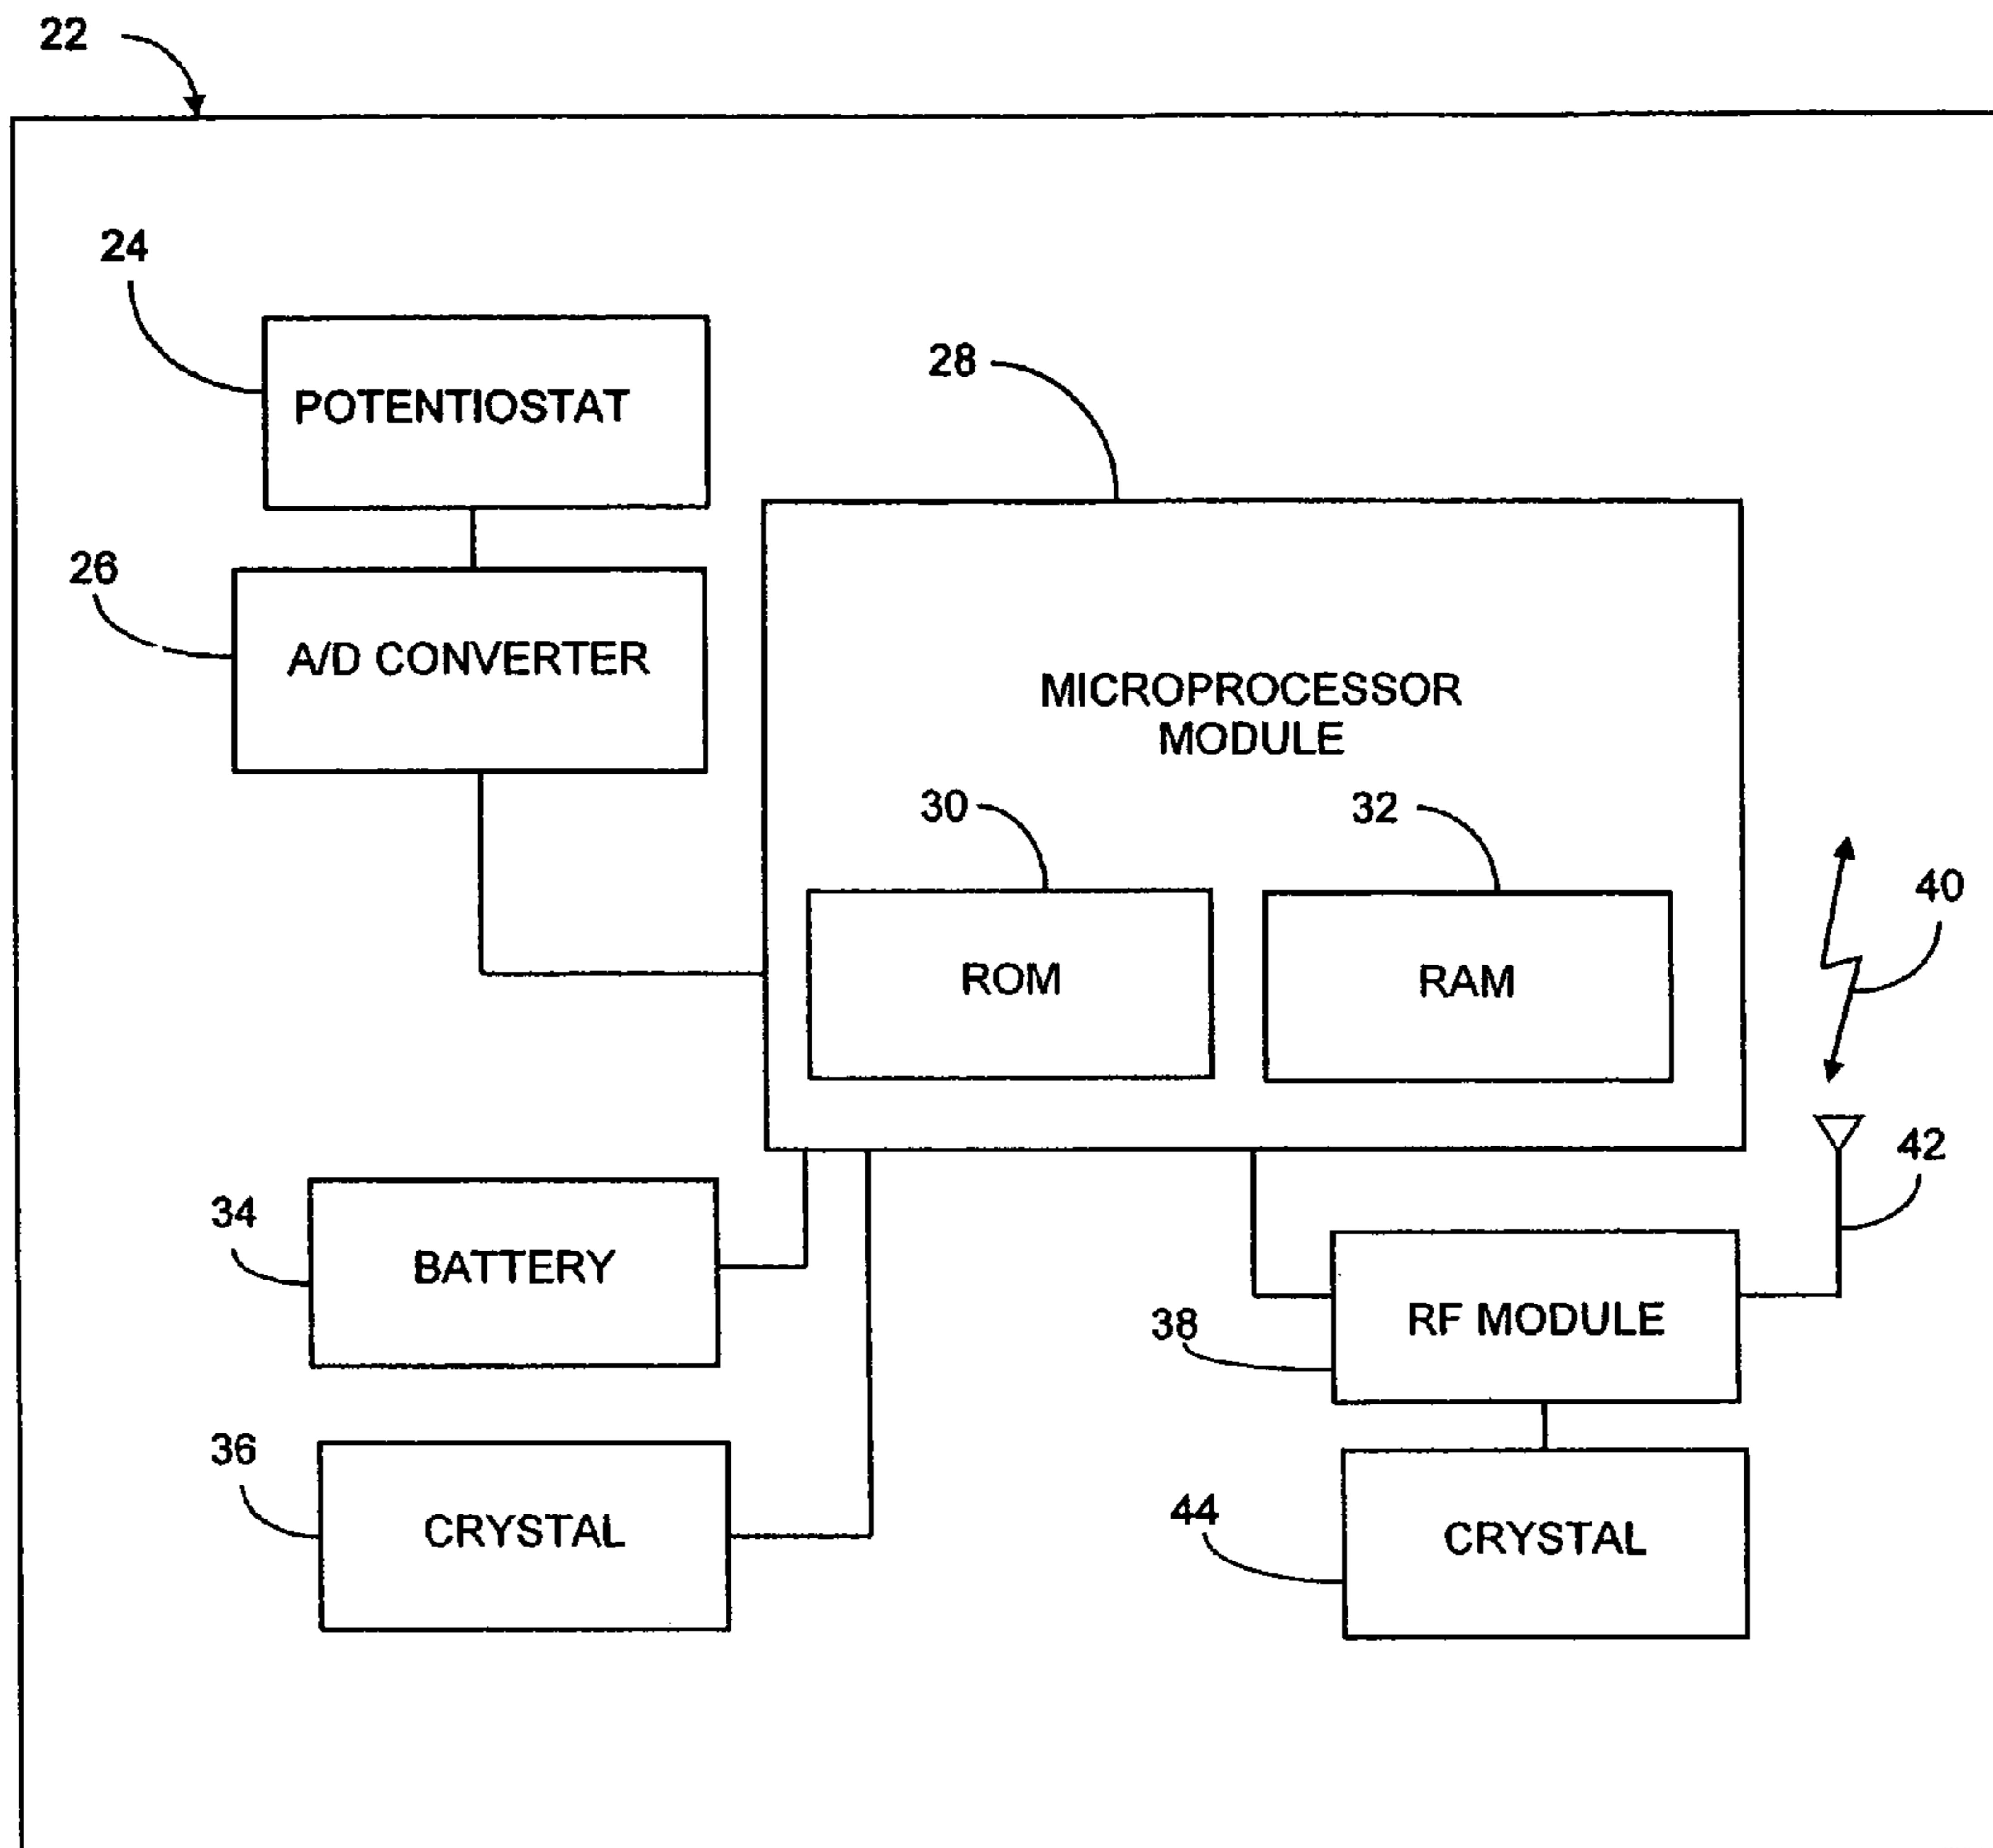 22
24
POTENTIOSTAT
28
26
A/D CONVERTER
MICROPROCESSOR
MODULE
30
32
40
ROM
RAM
42
34
BATTERY
38
RF MODULE
36
CRYSTAL
44
CRYSTAL